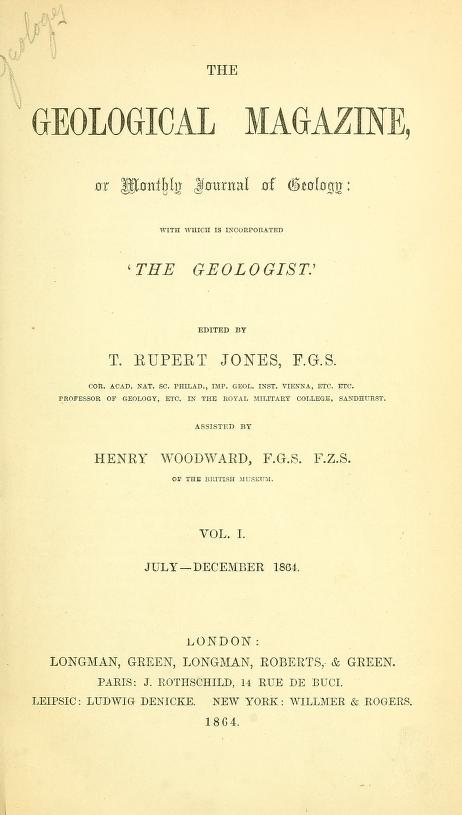 Geologes
THE
GEOLOGICAL MAGAZINE,
or Monthly Journal of Geology:
WITH WHICH IS INCORPORATED
‘THE GEOLOGIST.’
EDITED BY
T. RUPERT JONES, F.G.S.
COR. ACAD. NAT. SC. PHILAD., IMP. GEOL. INST. VIENNA, ETC. ETC.
PROFESSOR OF GEOLOGY, ETC. IN THE ROYAL MILITARY COLLEGE, SANDHURST.
ASSISTED BY
HENRY WOODWARD, F.G.S. F.Z.S.
OF THE BRITISH MUSEUM.
VOL. I.
JULY—DECEMBER 1864.
LONDON:
LONGMAN, GREEN, LONGMAN, ROBERTS, & GREEN.
PARIS: J. ROTHSCHILD, 14 RUE DE BUCI.
LEIPSIC: LUDWIG DENICKE. NEW YORK: WILLMER & ROGERS.
1864.